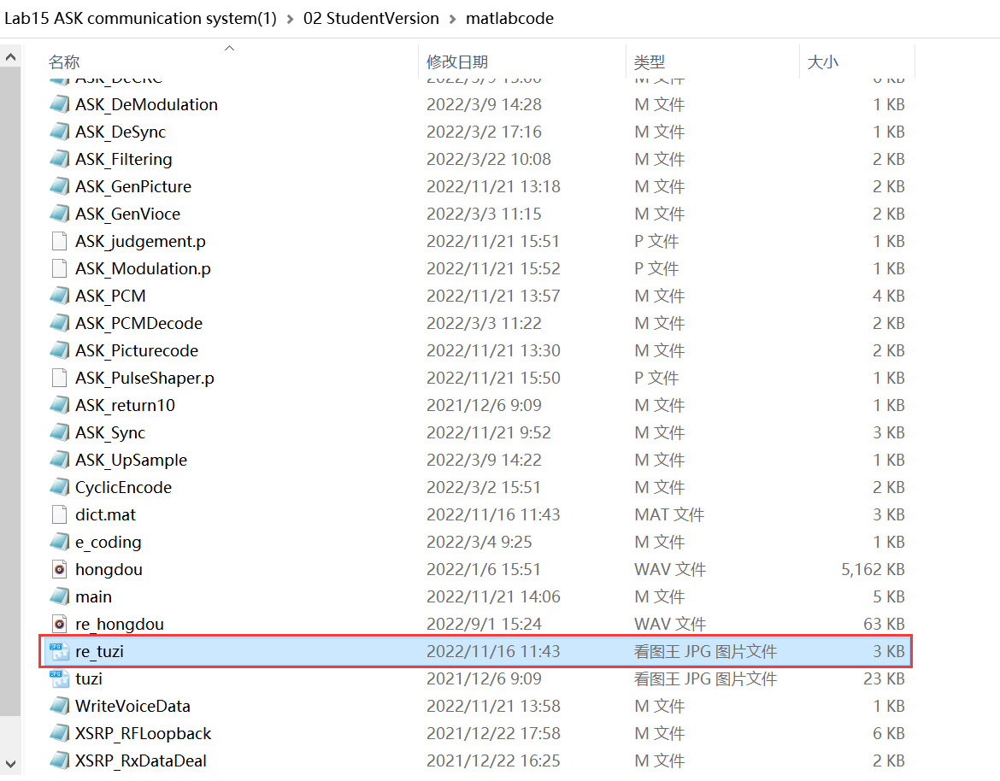 Lab15 ASK communication system(1) > 02 StudentVersion > matlabcode
名称 修改日期 类型 大小
ASK_DeCRC 2022/3/9 15:00 M 文件 6 KB
ASK_DeModulation 2022/3/9 14:28 M 文件 1 KB
ASK_DeSync 2022/3/2 17:16 M 文件 1 KB
ASK_Filtering 2022/3/22 10:08 M 文件 2 KB
ASK_GenPicture 2022/11/21 13:18 M 文件 2 KB
ASK_GenVioce 2022/3/3 11:15 M 文件 2 KB
ASK_judgement.p 2022/11/21 15:51 P 文件 1 KB
ASK_Modulation.p 2022/11/21 15:52 P 文件 1 KB
ASK_PCM 2022/11/21 13:57 M 文件 4 KB
ASK_PCMDecode 2022/3/3 11:22 M 文件 2 KB
ASK_Picturecode 2022/11/21 13:30 M 文件 2 KB
ASK_PulseShaper.p 2022/11/21 15:50 P 文件 1 KB
ASK_return10 2021/12/6 9:09 M 文件 1 KB
ASK_Sync 2022/11/21 9:52 M 文件 3 KB
ASK_UpSample 2022/3/9 14:22 M 文件 1 KB
CyclicEncode 2022/3/2 15:51 M 文件 2 KB
dict.mat 2022/11/16 11:43 MAT 文件 3 KB
e_coding 2022/3/4 9:25 M 文件 1 KB
hongdou 2022/1/6 15:51 WAV 文件 5,162 KB
main 2022/11/21 14:06 M 文件 5 KB
re_hongdou 2022/9/1 15:24 WAV 文件 63 KB
re_tuzi 2022/11/16 11:43 看图王 JPG 图片文件 3 KB
tuzi 2021/12/6 9:09 看图王 JPG 图片文件 23 KB
WriteVoiceData 2022/11/21 13:58 M 文件 1 KB
XSRP_RFLoopback 2021/12/22 17:58 M 文件 6 KB
XSRP_RxDataDeal 2021/12/22 16:25 M 文件 2 KB